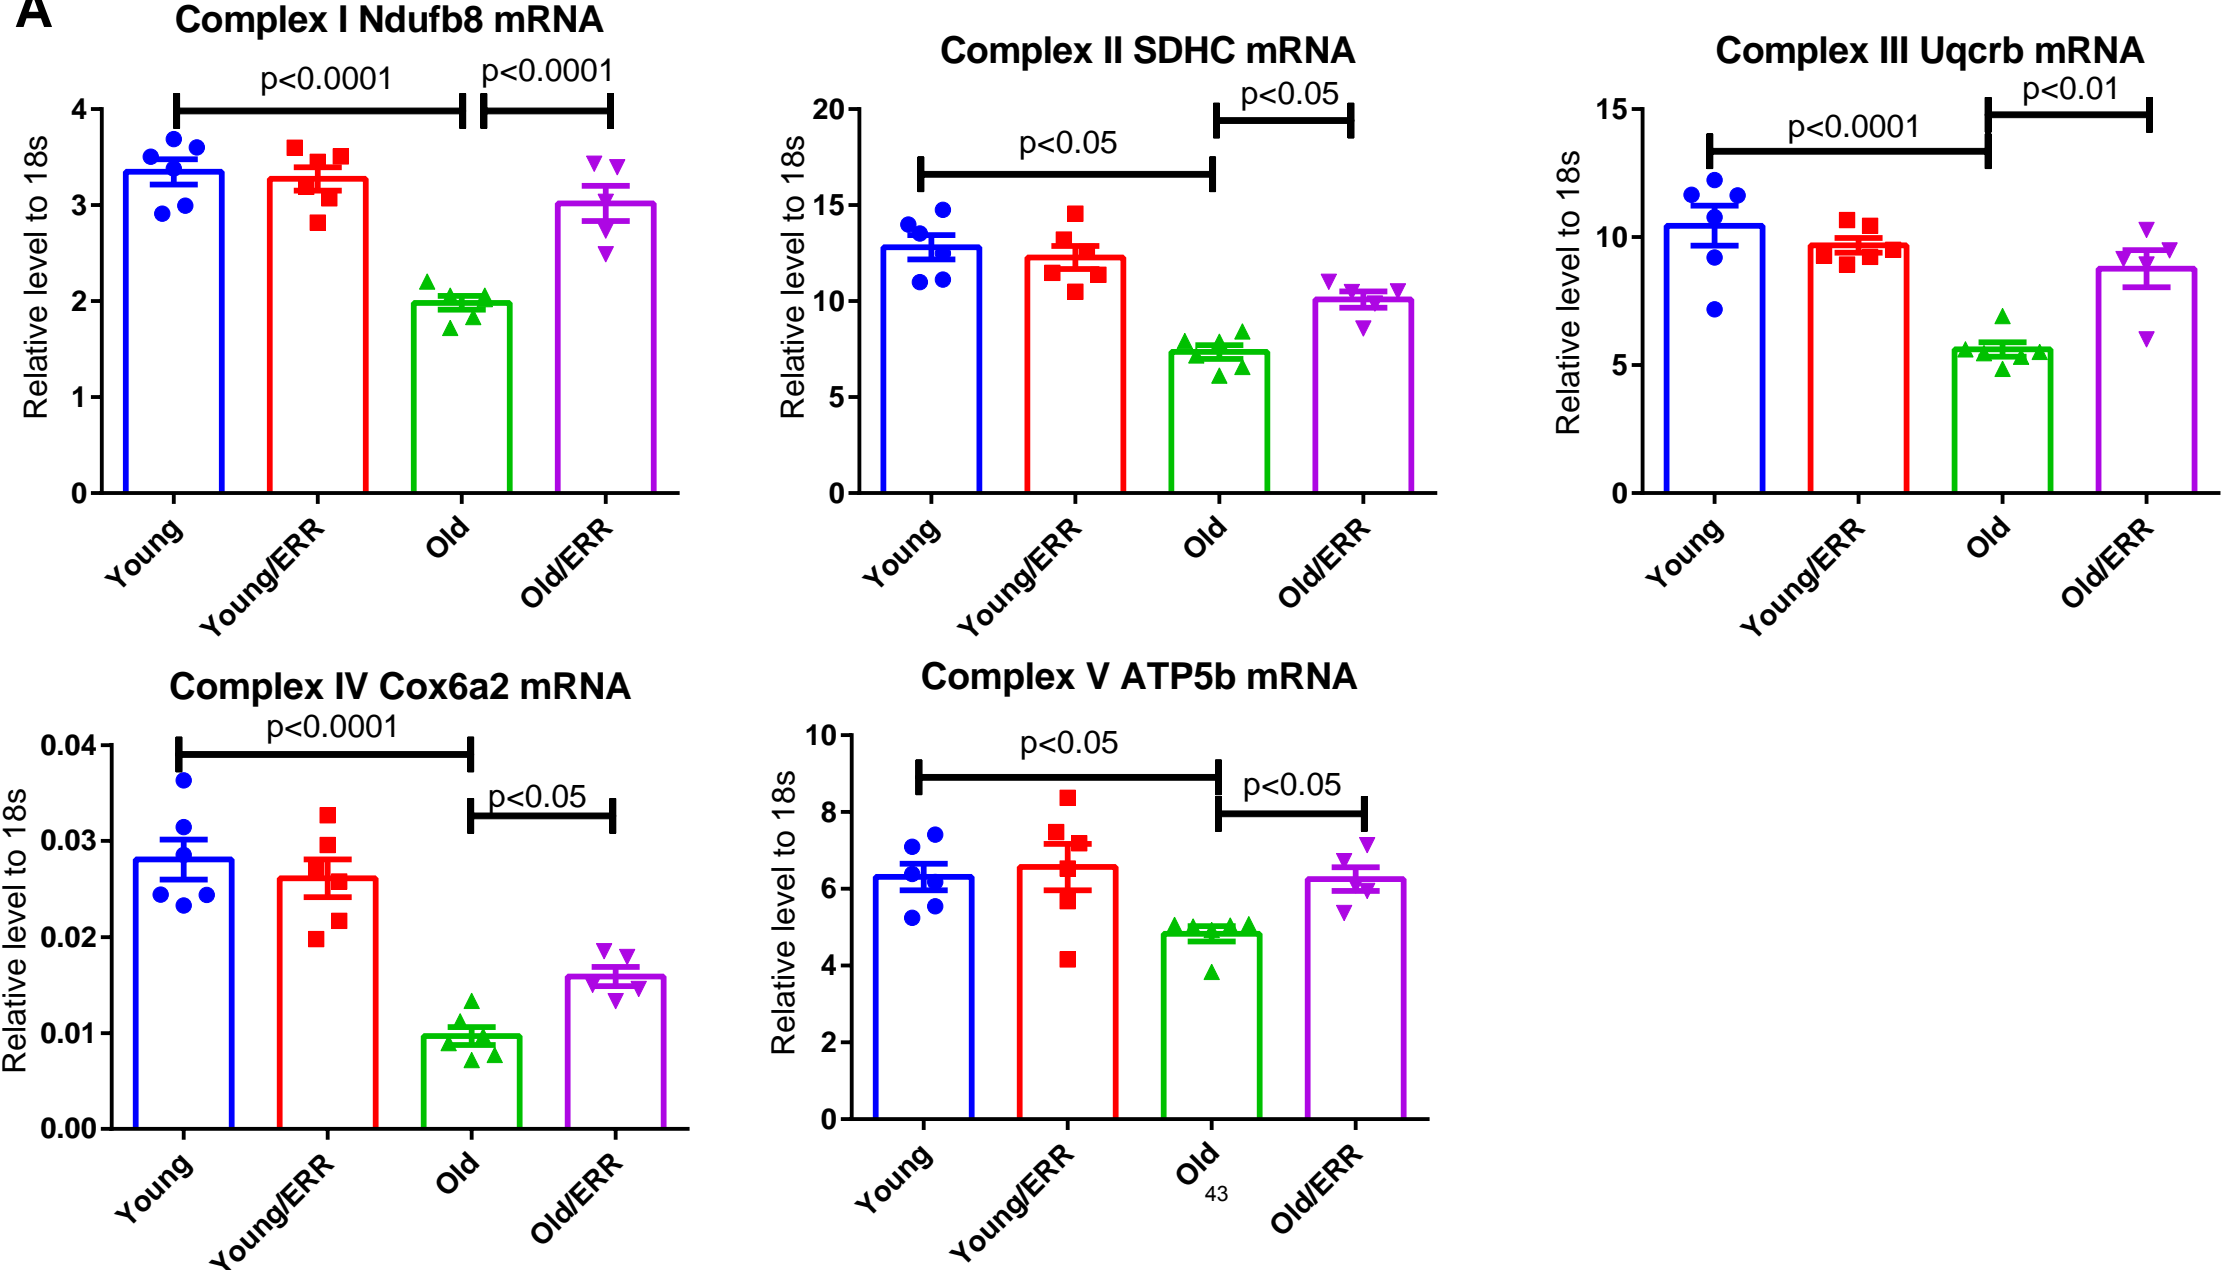 A
Complex I Ndufb8 mRNA
p<0.0001
p<0.0001
Relative level to 18s
4
3
2
1
0
Young
Young/ERR
Old
Old/ERR
Complex II SDHC mRNA
p<0.05
p<0.05
Relative level to 18s
20
15
10
5
0
Young
Young/ERR
Old
Old/ERR
Complex III Uqcrb mRNA
p<0.01
p<0.0001
Relative level to 18s
15
10
5
0
Young
Young/ERR
Old
Old/ERR
Complex IV Cox6a2 mRNA
p<0.0001
p<0.05
Relative level to 18s
0.04
0.03
0.02
0.01
0.00
Young
Young/ERR
Old
Old/ERR
Complex V ATP5b mRNA
p<0.05
p<0.05
Relative level to 18s
10
8
6
4
2
0
Young
Young/ERR
Old
Old/ERR
43